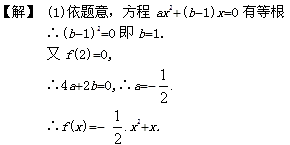 【解】 (1)依题意，方程 ax²+(b-1)x=0 有等根
∴(b-1)²=0 即 b=1.
又 f(2)=0,
∴4a+2b=0,∴a=-1/2.
∴f(x)=- 1/2. x²+x.